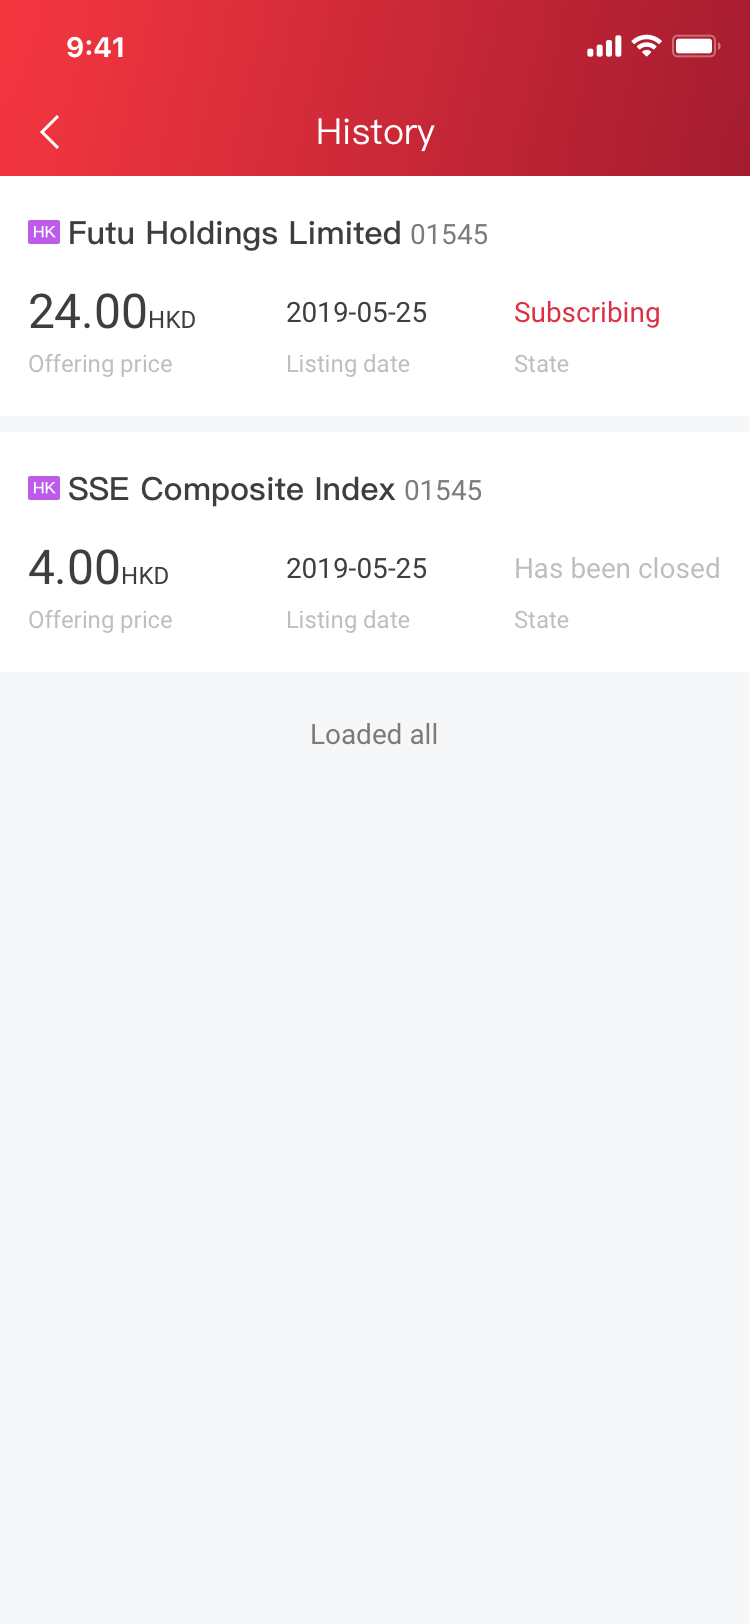 9:41
History
HK Futu Holdings Limited 01545
24.00HKD 2019-05-25 Subscribing
Offering price Listing date State
HK SSE Composite Index 01545
4.00HKD 2019-05-25 Has been closed
Offering price Listing date State
Loaded all